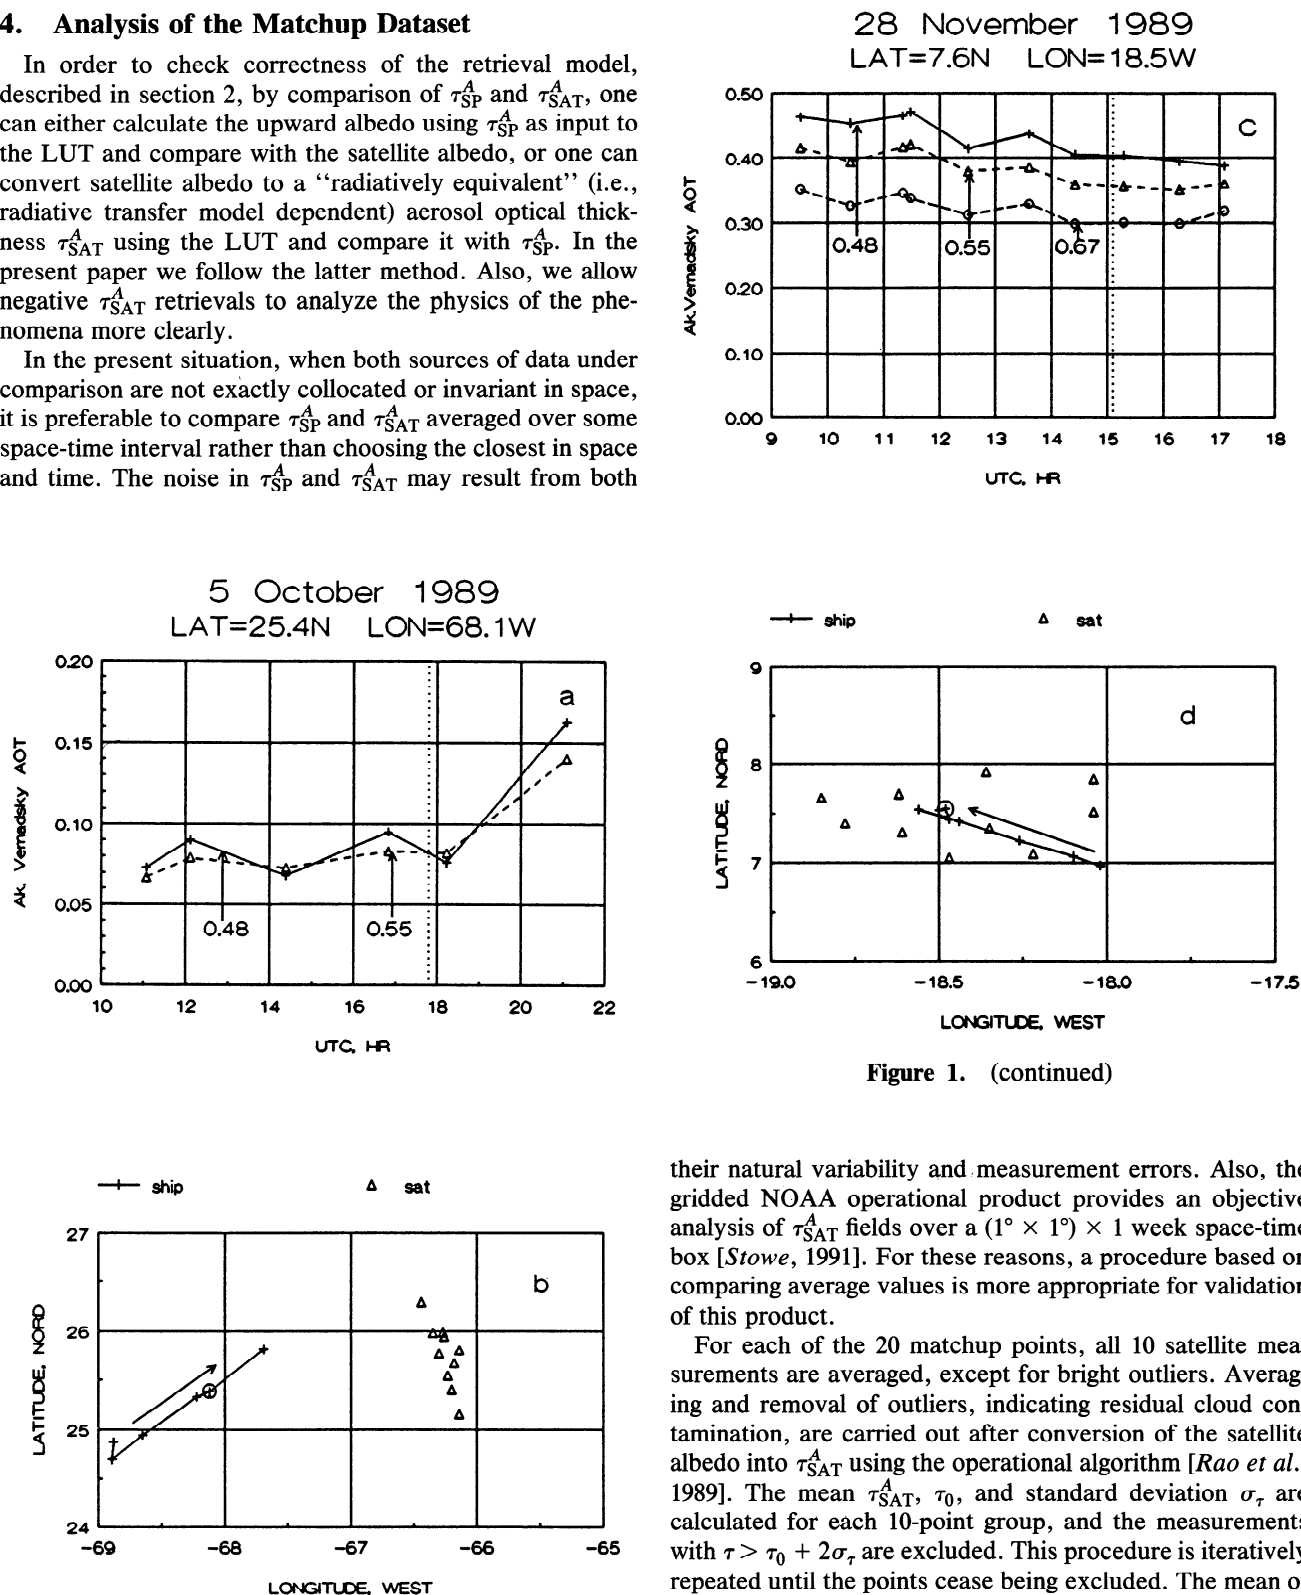 4. Analysis of the Matchup Dataset
In order to check correctness of the retrieval model,
described in section 2, by comparison of τ^A_SP and τ^A_SAT, one
can either calculate the upward albedo using τ^A_SP as input to
the LUT and compare with the satellite albedo, or one can
convert satellite albedo to a “radiatively equivalent” (i.e.,
radiative transfer model dependent) aerosol optical thick-
ness τ^A_SAT using the LUT and compare it with τ^A_SP. In the
present paper we follow the latter method. Also, we allow
negative τ^A_SAT retrievals to analyze the physics of the phe-
nomena more clearly.
In the present situation, when both sources of data under
comparison are not exactly collocated or invariant in space,
it is preferable to compare τ^A_SP and τ^A_SAT averaged over some
space-time interval rather than choosing the closest in space
and time. The noise in τ^A_SP and τ^A_SAT may result from both
5 October 1989
LAT=25.4N LON=68.1W
a
0.20
0.15
0.10
0.05
0.00
Ak. Vernadsky AOT
0.48
0.55
10 12 14 16 18 20 22
UTC, HR
ship sat
b
27
26
25
24
LATITUDE, NORD
-69 -68 -67 -66 -65
LONGITUDE, WEST
28 November 1989
LAT=7.6N LON=18.5W
c
0.50
0.40
0.30
0.20
0.10
0.00
Ak.Vernadsky AOT
0.48
0.55
0.67
9 10 11 12 13 14 15 16 17 18
UTC, HR
ship sat
d
9
8
7
6
LATITUDE, NORD
-19.0 -18.5 -18.0 -17.5
LONGITUDE, WEST
Figure 1. (continued)
their natural variability and measurement errors. Also, the
gridded NOAA operational product provides an objective
analysis of τ^A_SAT fields over a (1° × 1°) × 1 week space-time
box [Stowe, 1991]. For these reasons, a procedure based on
comparing average values is more appropriate for validation
of this product.
For each of the 20 matchup points, all 10 satellite mea
surements are averaged, except for bright outliers. Averag
ing and removal of outliers, indicating residual cloud con
tamination, are carried out after conversion of the satellite
albedo into τ^A_SAT using the operational algorithm [Rao et al.
1989]. The mean τ^A_SAT, τ₀, and standard deviation σ_τ are
calculated for each 10-point group, and the measurements
with τ > τ₀ + 2σ_τ are excluded. This procedure is iteratively
repeated until the points cease being excluded. The mean o